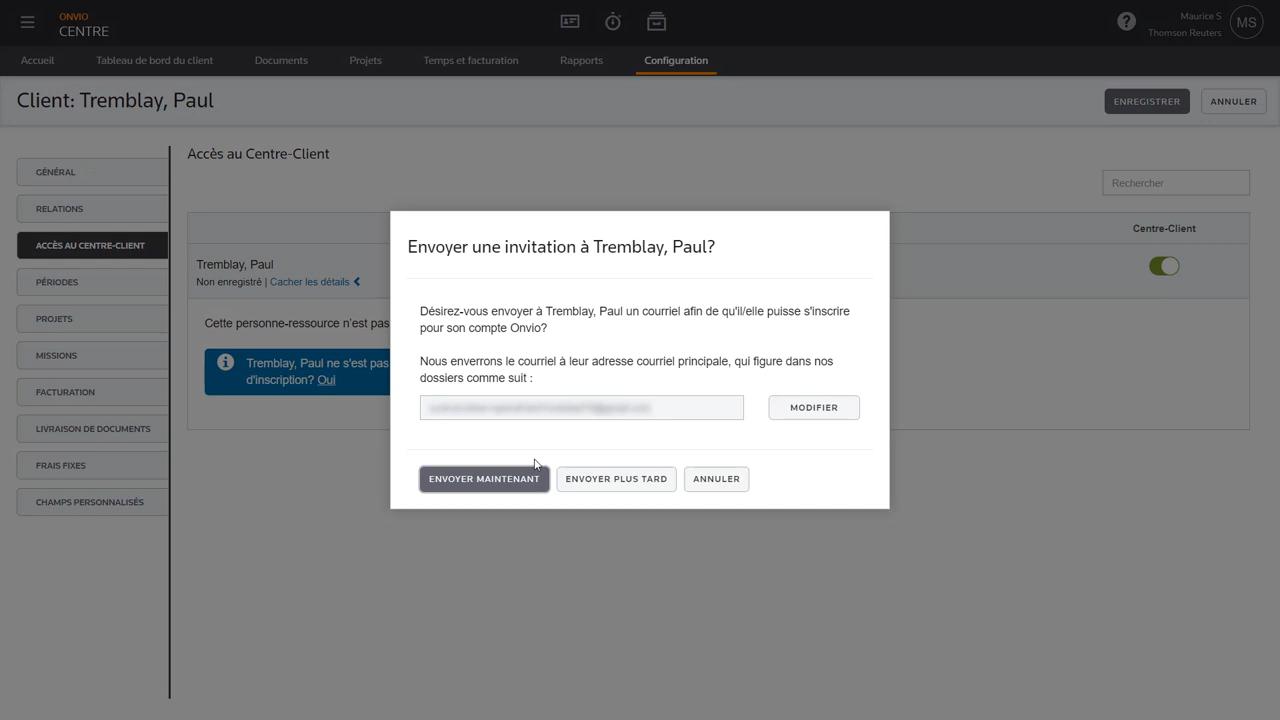 ONVIO
CENTRE
Maurice S
Thomson Reuters
MS
Accueil
Tableau de bord du client
Documents
Projets
Temps et facturation
Rapports
Configuration
Client: Tremblay, Paul
ENREGISTRER
ANNULER
GÉNÉRAL
RELATIONS
ACCÈS AU CENTRE-CLIENT
PÉRIODES
PROJETS
MISSIONS
FACTURATION
LIVRAISON DE DOCUMENTS
FRAIS FIXES
CHAMPS PERSONNALISÉS
Accès au Centre-Client
Rechercher
Centre-Client
Tremblay, Paul
Non enregistré | Cacher les détails
Cette personne-ressource n'est pas
Tremblay, Paul ne s'est pas
d'inscription? Oui
Envoyer une invitation à Tremblay, Paul?
Désirez-vous envoyer à Tremblay, Paul un courriel afin de qu'il/elle puisse s'inscrire
pour son compte Onvio?
Nous enverrons le courriel à leur adresse courriel principale, qui figure dans nos
dossiers comme suit :
MODIFIER
ENVOYER MAINTENANT
ENVOYER PLUS TARD
ANNULER